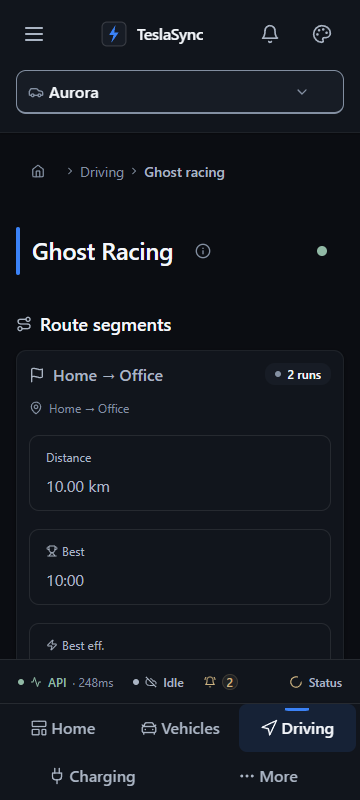 TeslaSync
Aurora
Driving
Ghost racing
Ghost Racing
Route segments
Home → Office
2 runs
Home → Office
Distance
10.00 km
Best
10:00
Best eff.
API · 248ms
Idle
2
Status
Home
Vehicles
Driving
Charging
More